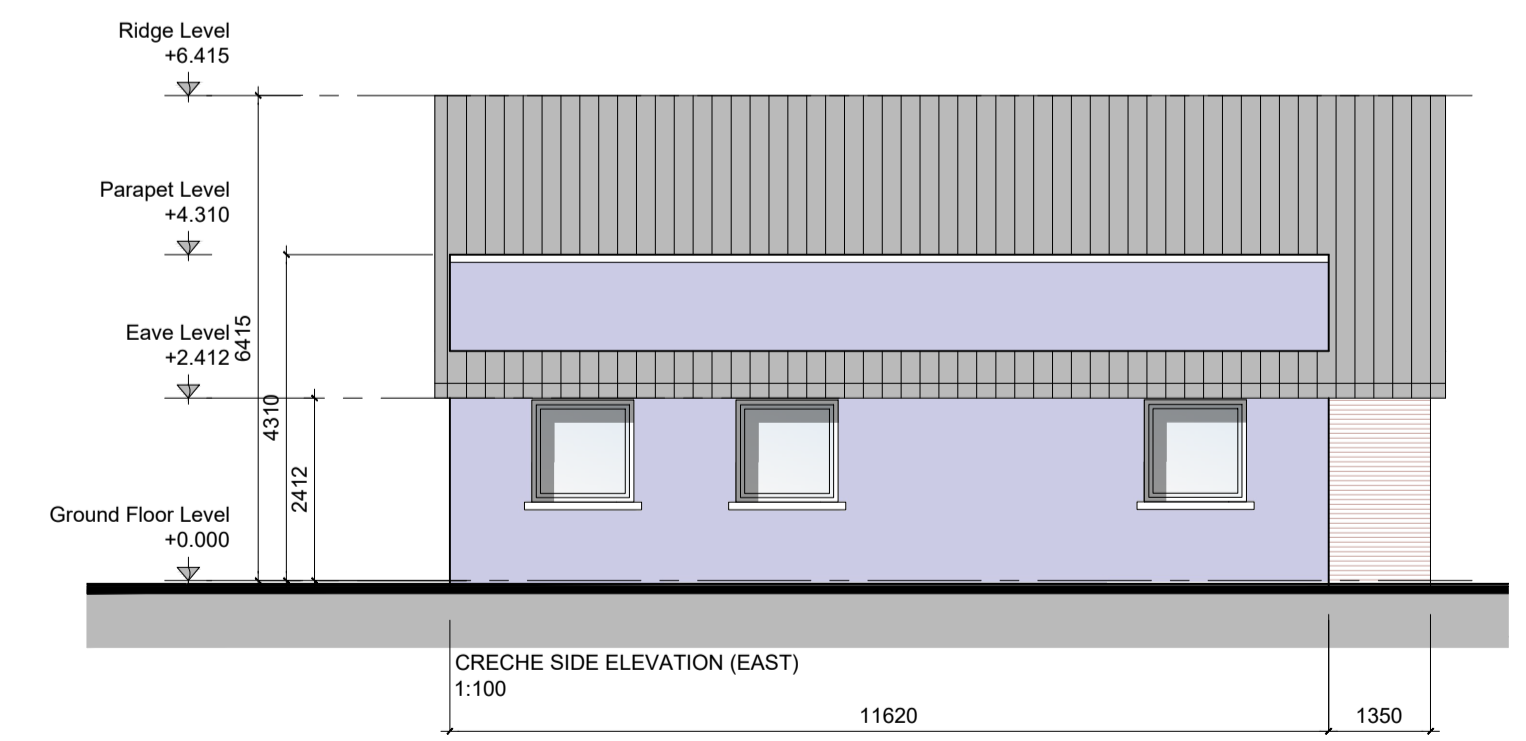 Ridge Level
+6.415
Parapet Level
+4.310
Eave Level
+2.412
6415
4310
2412
Ground Floor Level
+0.000
CRECHE SIDE ELEVATION (EAST)
1:100
11620
1350